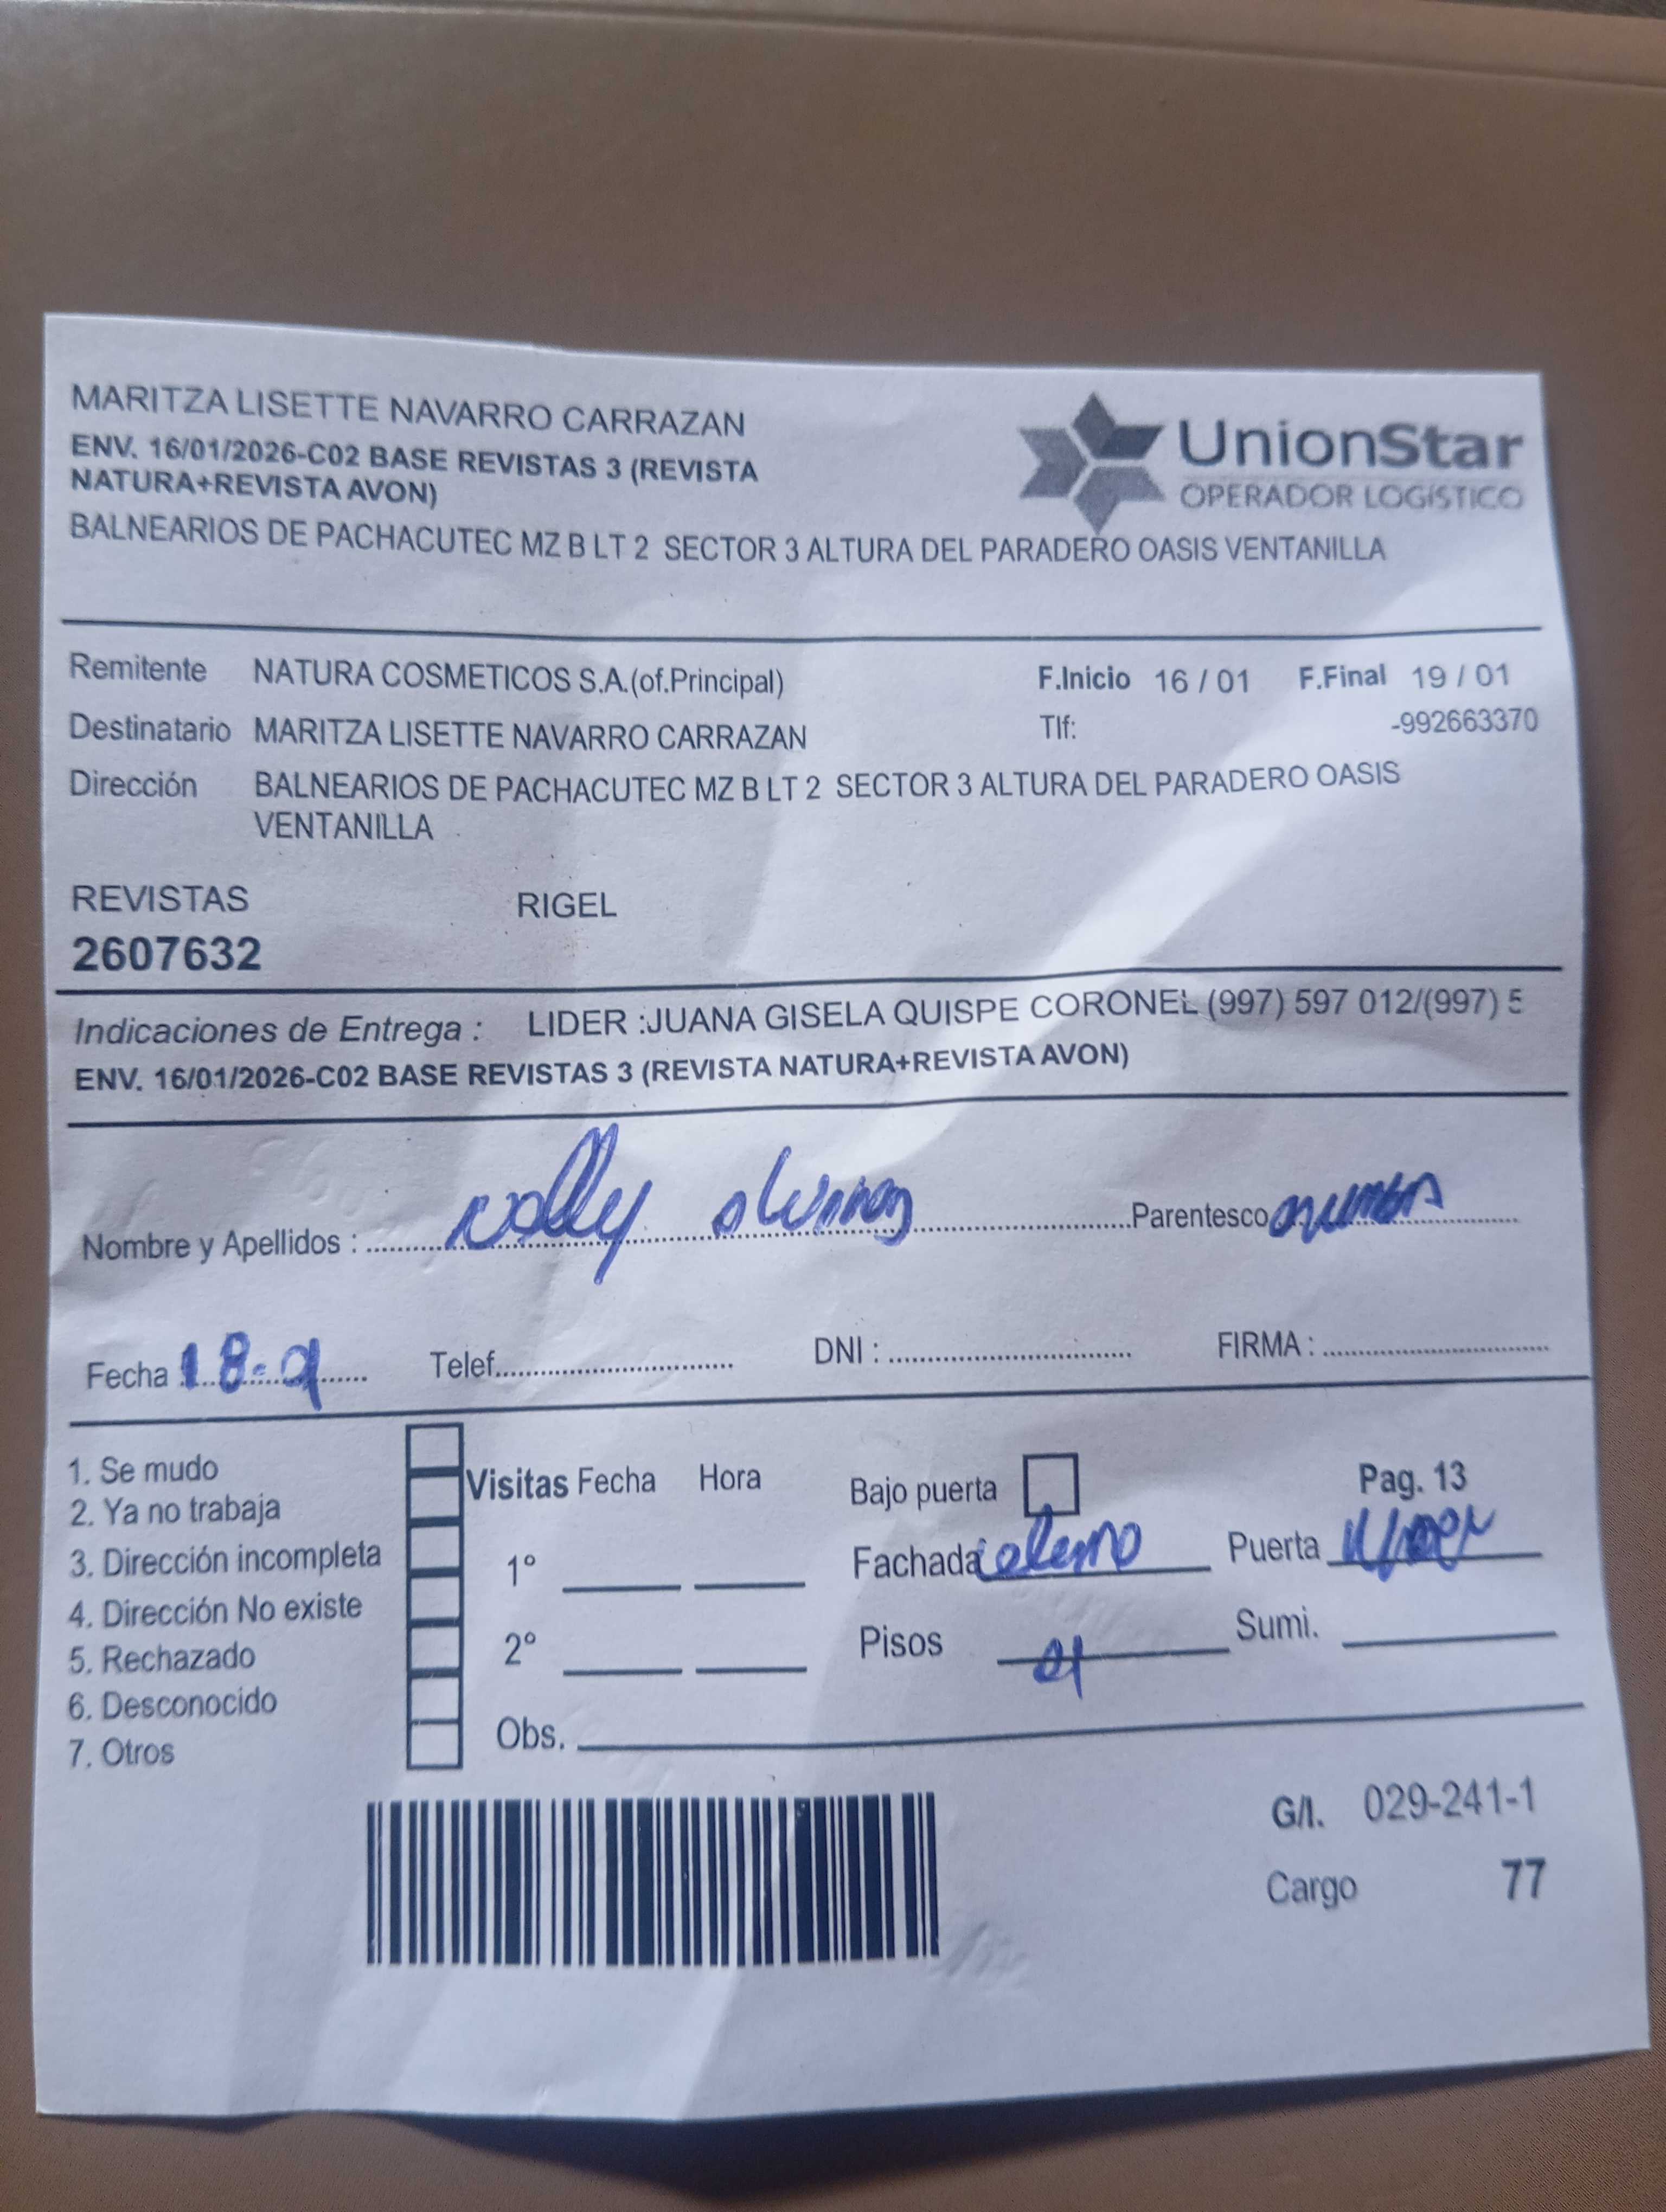 MARITZA LISETTE NAVARRO CARRAZAN
ENV. 16/01/2026-C02 BASE REVISTAS 3 (REVISTA
NATURA+REVISTA AVON)
UnionStar
OPERADOR LOGÍSTICO
BALNEARIOS DE PACHACUTEC MZ B LT 2 SECTOR 3 ALTURA DEL PARADERO OASIS VENTANILLA
Remitente NATURA COSMETICOS S.A.(of.Principal) F.Inicio 16 / 01 F.Final 19 / 01
Destinatario MARITZA LISETTE NAVARRO CARRAZAN Tlf: -992663370
Dirección BALNEARIOS DE PACHACUTEC MZ B LT 2 SECTOR 3 ALTURA DEL PARADERO OASIS
VENTANILLA
REVISTAS RIGEL
2607632
Indicaciones de Entrega : LIDER :JUANA GISELA QUISPE CORONEL (997) 597 012/(997) 5
ENV. 16/01/2026-C02 BASE REVISTAS 3 (REVISTA NATURA+REVISTA AVON)
Nombre y Apellidos : Parentesco
Fecha 18- Telef. DNI : FIRMA :
1. Se mudo
2. Ya no trabaja
3. Dirección incompleta
4. Dirección No existe
5. Rechazado
6. Desconocido
7. Otros
Visitas Fecha Hora
1º
2º
Obs.
Bajo puerta Pag. 13
Fachada Puerta
Pisos Sumi.
G/I. 029-241-1
Cargo 77